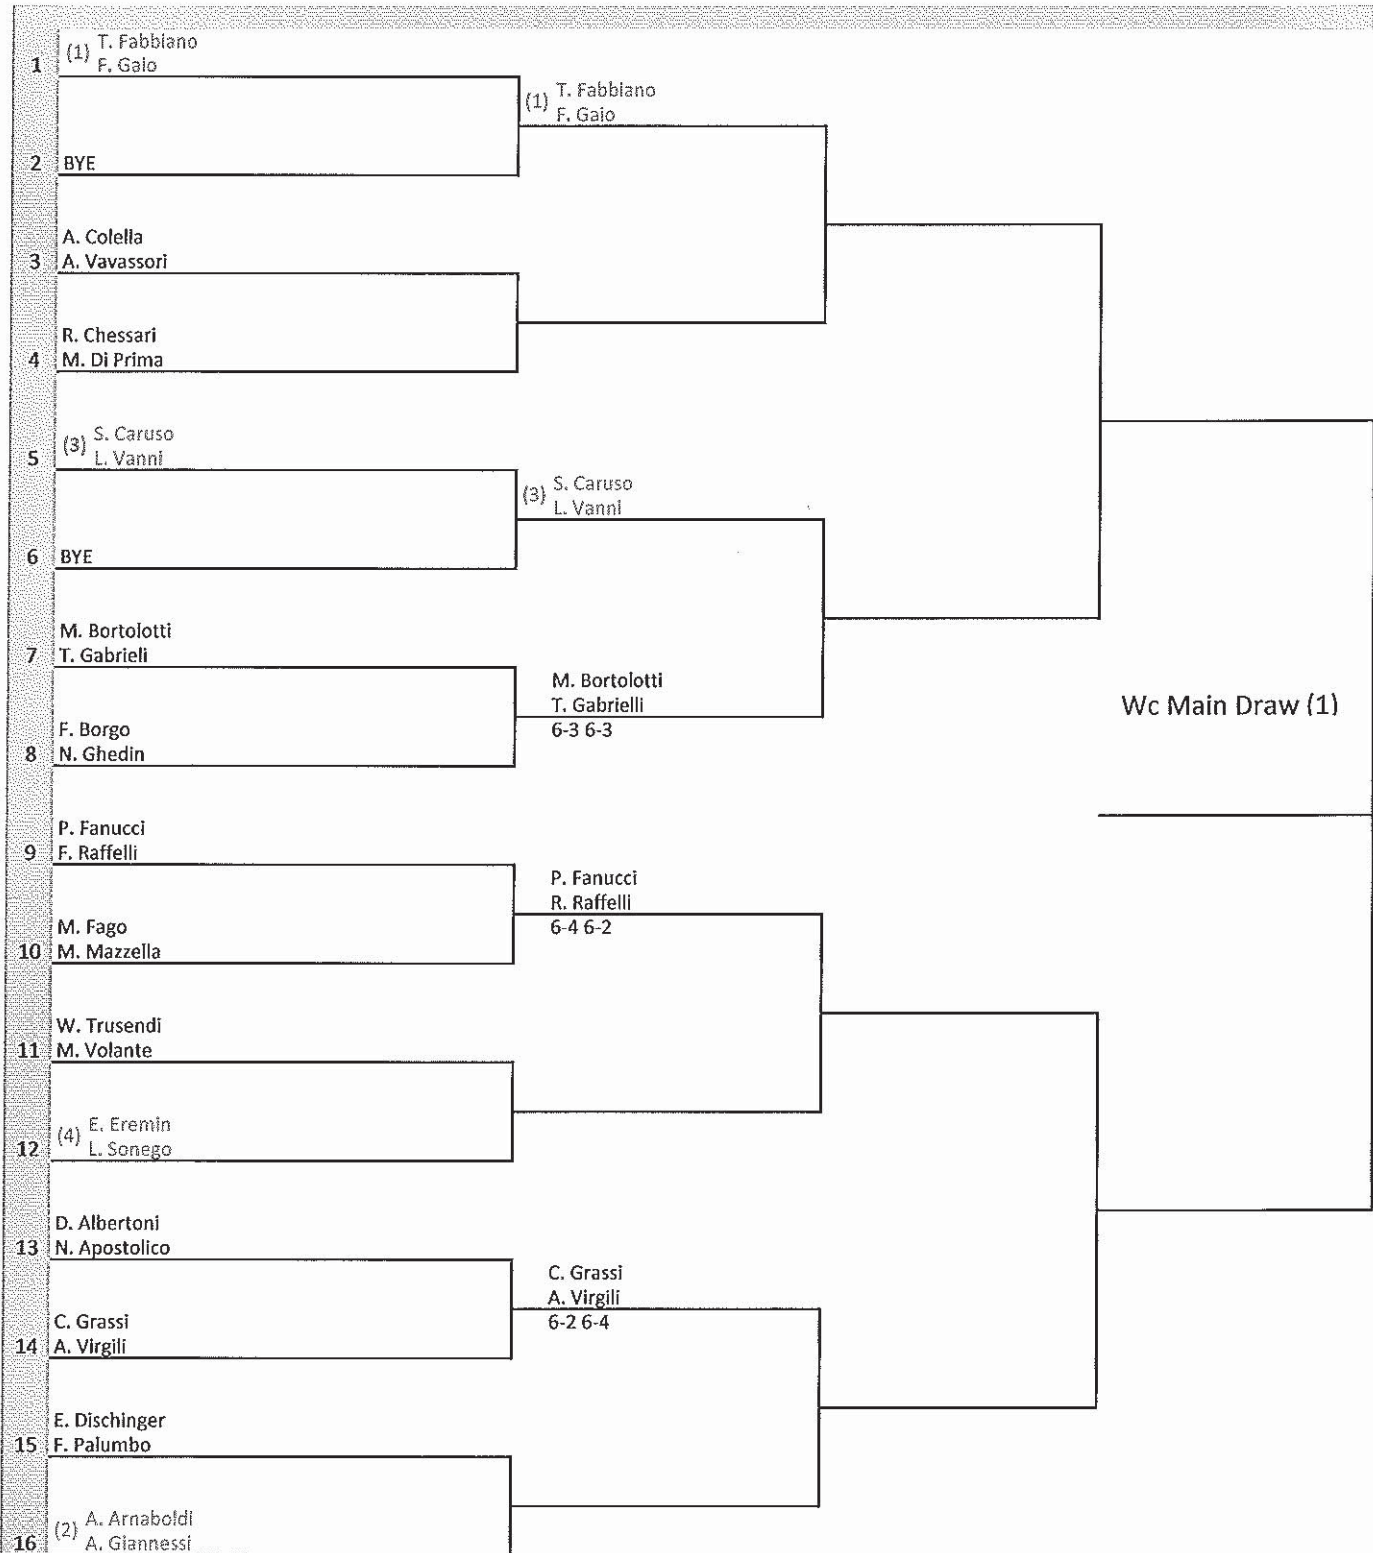 (1) T. Fabbiano
1 F. Gaio
(1) T. Fabbiano
F. Gaio
2 BYE
A. Colella
3 A. Vavassori
R. Chessari
4 M. Di Prima
(3) S. Caruso
5 L. Vanni
(3) S. Caruso
L. Vanni
6 BYE
M. Bortolotti
7 T. Gabrieli
M. Bortolotti
T. Gabrielli
6-3 6-3
F. Borgo
8 N. Ghedin
Wc Main Draw (1)
P. Fanucci
9 F. Raffelli
P. Fanucci
R. Raffelli
6-4 6-2
M. Fago
10 M. Mazzella
W. Trusendi
11 M. Volante
(4) E. Eremin
12 L. Sonego
D. Albertoni
13 N. Apostolico
C. Grassi
A. Virgili
6-2 6-4
C. Grassi
14 A. Virgili
E. Dischinger
15 F. Palumbo
(2) A. Arnaboldi
16 A. Giannessi